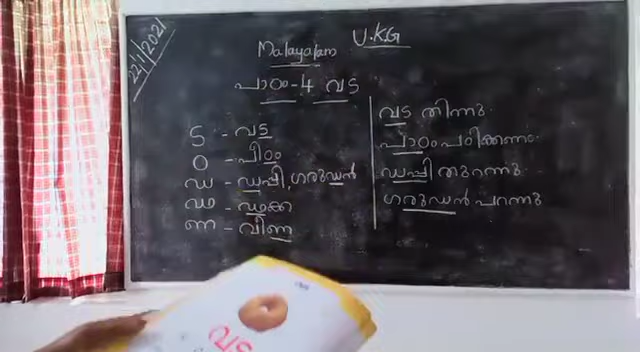 22/1/2021
Malayalam U.K.G
പാഠം-4 വട
ട - വട
ഠ - പീഠം
ഡ - ഡപ്പി, ഗരുഡൻ
ഢ - ഢക്ക
ണ - വീണ
വട തിന്നു.
പാഠം പഠിക്കണം.
ഡപ്പി തുറന്നു.
ഗരുഡൻ പറന്നു